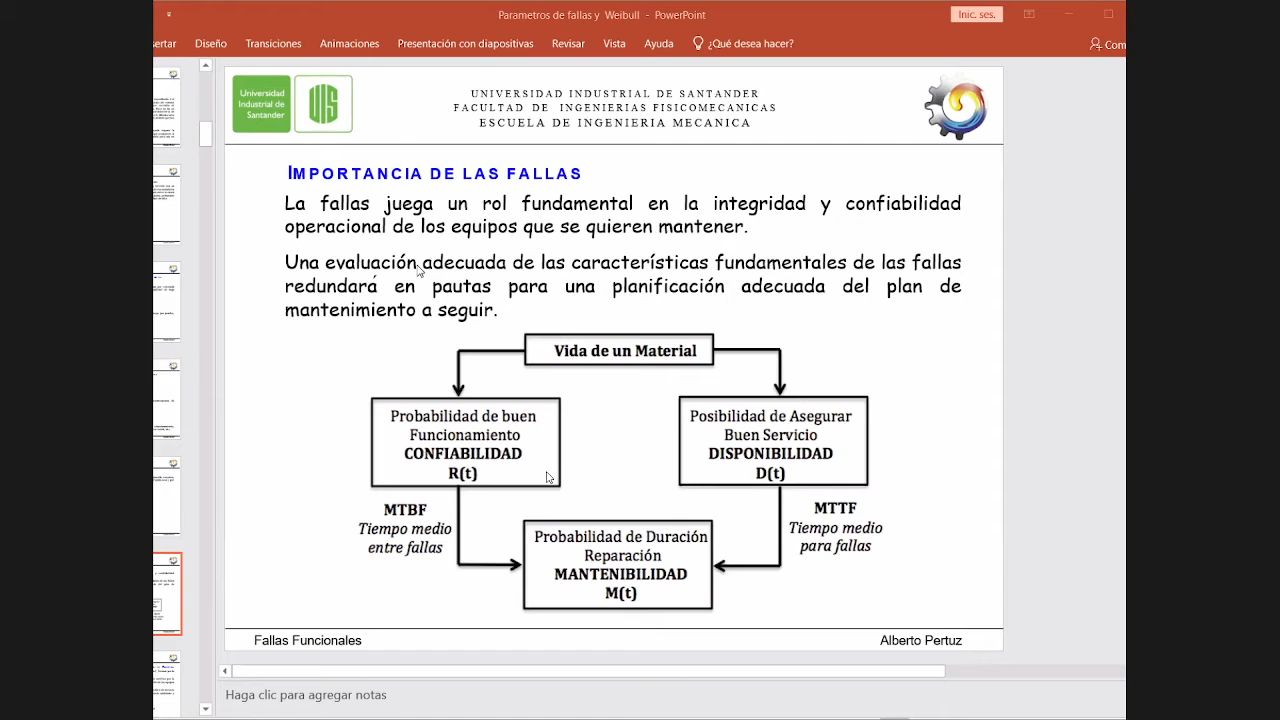 Parametros de fallas y Weibull - PowerPoint
Inic. ses.
sertar Diseño Transiciones Animaciones Presentación con diapositivas Revisar Vista Ayuda ¿Qué desea hacer? Com
Universidad
Industrial de
Santander
UIS
UNIVERSIDAD INDUSTRIAL DE SANTANDER
FACULTAD DE INGENIERIAS FISICOMECANICAS
ESCUELA DE INGENIERIA MECANICA
IMPORTANCIA DE LAS FALLAS
La fallas juega un rol fundamental en la integridad y confiabilidad
operacional de los equipos que se quieren mantener.
Una evaluación adecuada de las características fundamentales de las fallas
redundará en pautas para una planificación adecuada del plan de
mantenimiento a seguir.
Vida de un Material
Probabilidad de buen
Funcionamiento
CONFIABILIDAD
R(t)
Posibilidad de Asegurar
Buen Servicio
DISPONIBILIDAD
D(t)
MTBF
Tiempo medio
entre fallas
MTTF
Tiempo medio
para fallas
Probabilidad de Duración
Reparación
MANTENIBILIDAD
M(t)
Fallas Funcionales
Alberto Pertuz
Haga clic para agregar notas